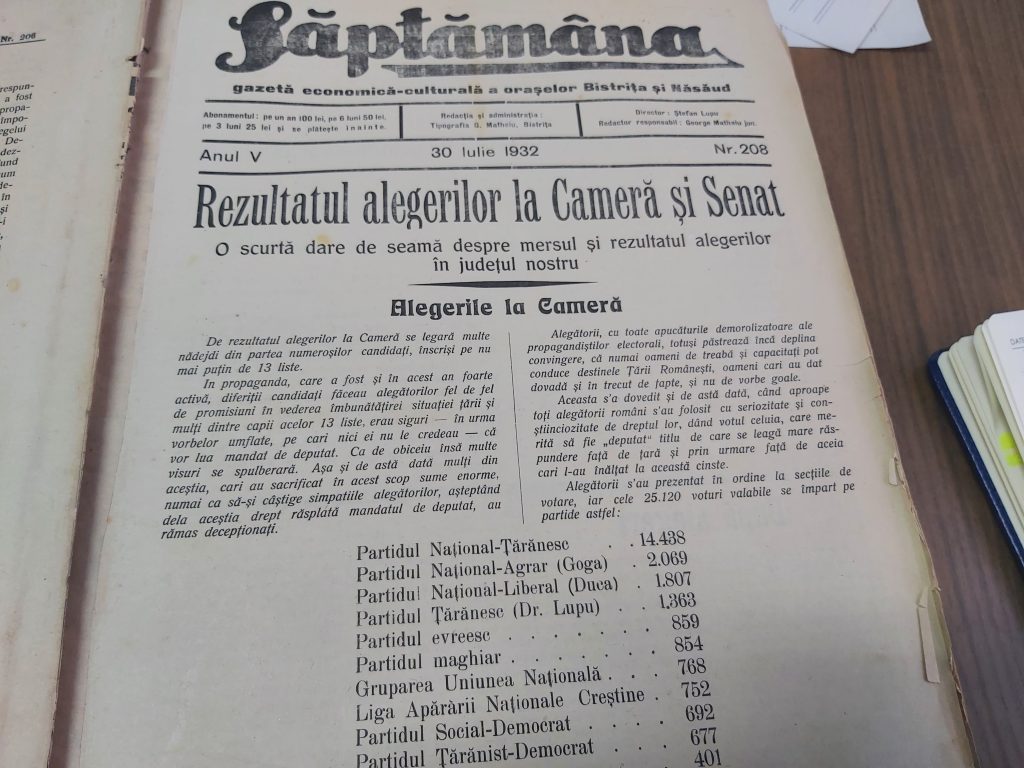 Nr. 206
respun-
a fost
propa-
impo-
egelui
De-
dez-
fund
cum
de-
în
și
-i
Săptămâna
gazetă economică-culturală a orașelor Bistrița și Năsăud
Abonamentul: pe un an 100 lei, pe 6 luni 50 lei,
pe 3 luni 25 lei și se plătește înainte.
Redacția și administrația:
Tipografia G. Matheiu, Bistrița
Director: Ștefan Lupu
Redactor responsabil: George Matheiu jun.
Anul V 30 Iulie 1932 Nr. 208
Rezultatul alegerilor la Cameră și Senat
O scurtă dare de seamă despre mersul și rezultatul alegerilor
în județul nostru
Alegerile la Cameră
De rezultatul alegerilor la Cameră se legară multe
nădejdi din partea numeroșilor candidați, înscriși pe nu
mai puțin de 13 liste.
In propaganda, care a fost și în acest an foarte
activă, diferiții candidați făceau alegătorilor fel de fel
de promisiuni în vederea îmbunătățirei situației țării și
mulți dintre capii acelor 13 liste, erau siguri — în urma
vorbelor umflate, pe cari nici ei nu le credeau — că
vor lua mandat de deputat. Ca de obiceiu însă multe
visuri se spulberară. Așa și de astă dată mulți din
aceștia, cari au sacrificat în acest scop sume enorme,
numai ca să-și câștige simpatiile alegătorilor, așteptând
dela aceștia drept răsplată mandatul de deputat, au
rămas decepționați.
Alegătorii, cu toate apucăturile demorolizatoare ale
propagandiștilor electorali, totuși păstrează încă deplina
convingere, că numai oameni de treabă și capacitați pot
conduce destinele Țării Românești, oameni cari au dat
dovadă și în trecut de fapte, și nu de vorbe goale.
Aceasta s'a dovedit și de astă dată, când aproape
toți alegătorii români s'au folosit cu seriozitate și con-
știinciozitate de dreptul lor, dând votul celuia, care me-
rită să fie „deputat“ titlu de care se leagă mare răs-
pundere față de țară și prin urmare față de aceia
cari l-au înălțat la această cinste.
Alegătorii s'au prezentat în ordine la secțiile de
votare, iar cele 25.120 voturi valabile se împart pe
partide astfel:
Partidul Național-Țărănesc . . 14.438
Partidul Național-Agrar (Goga) . 2.069
Partidul Național-Liberal (Duca) . 1.807
Partidul Țărănesc (Dr. Lupu) . . 1.363
Partidul evreesc . . . . . . . 859
Partidul maghiar . . . . . . . 854
Gruparea Uniunea Națională . . . 768
Liga Apărării Naționale Creștine . 752
Partidul Social-Democrat . . . . 692
Partidul Țărănist-Democrat . . . 677
401